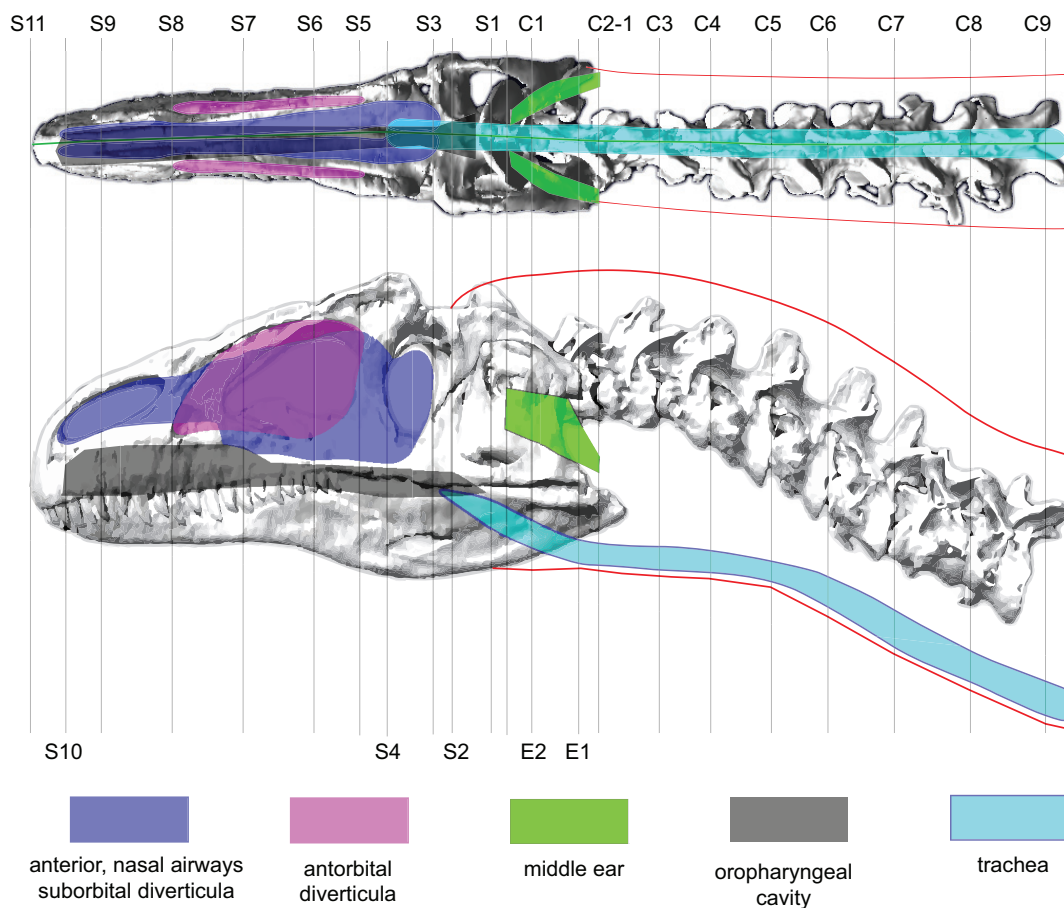 S11 S9 S8 S7 S6 S5 S3 S1 C1 C2-1 C3 C4 C5 C6 C7 C8 C9
S10 S4 S2 E2 E1
anterior, nasal airways
suborbital diverticula
antorbital
diverticula
middle ear
oropharyngeal
cavity
trachea